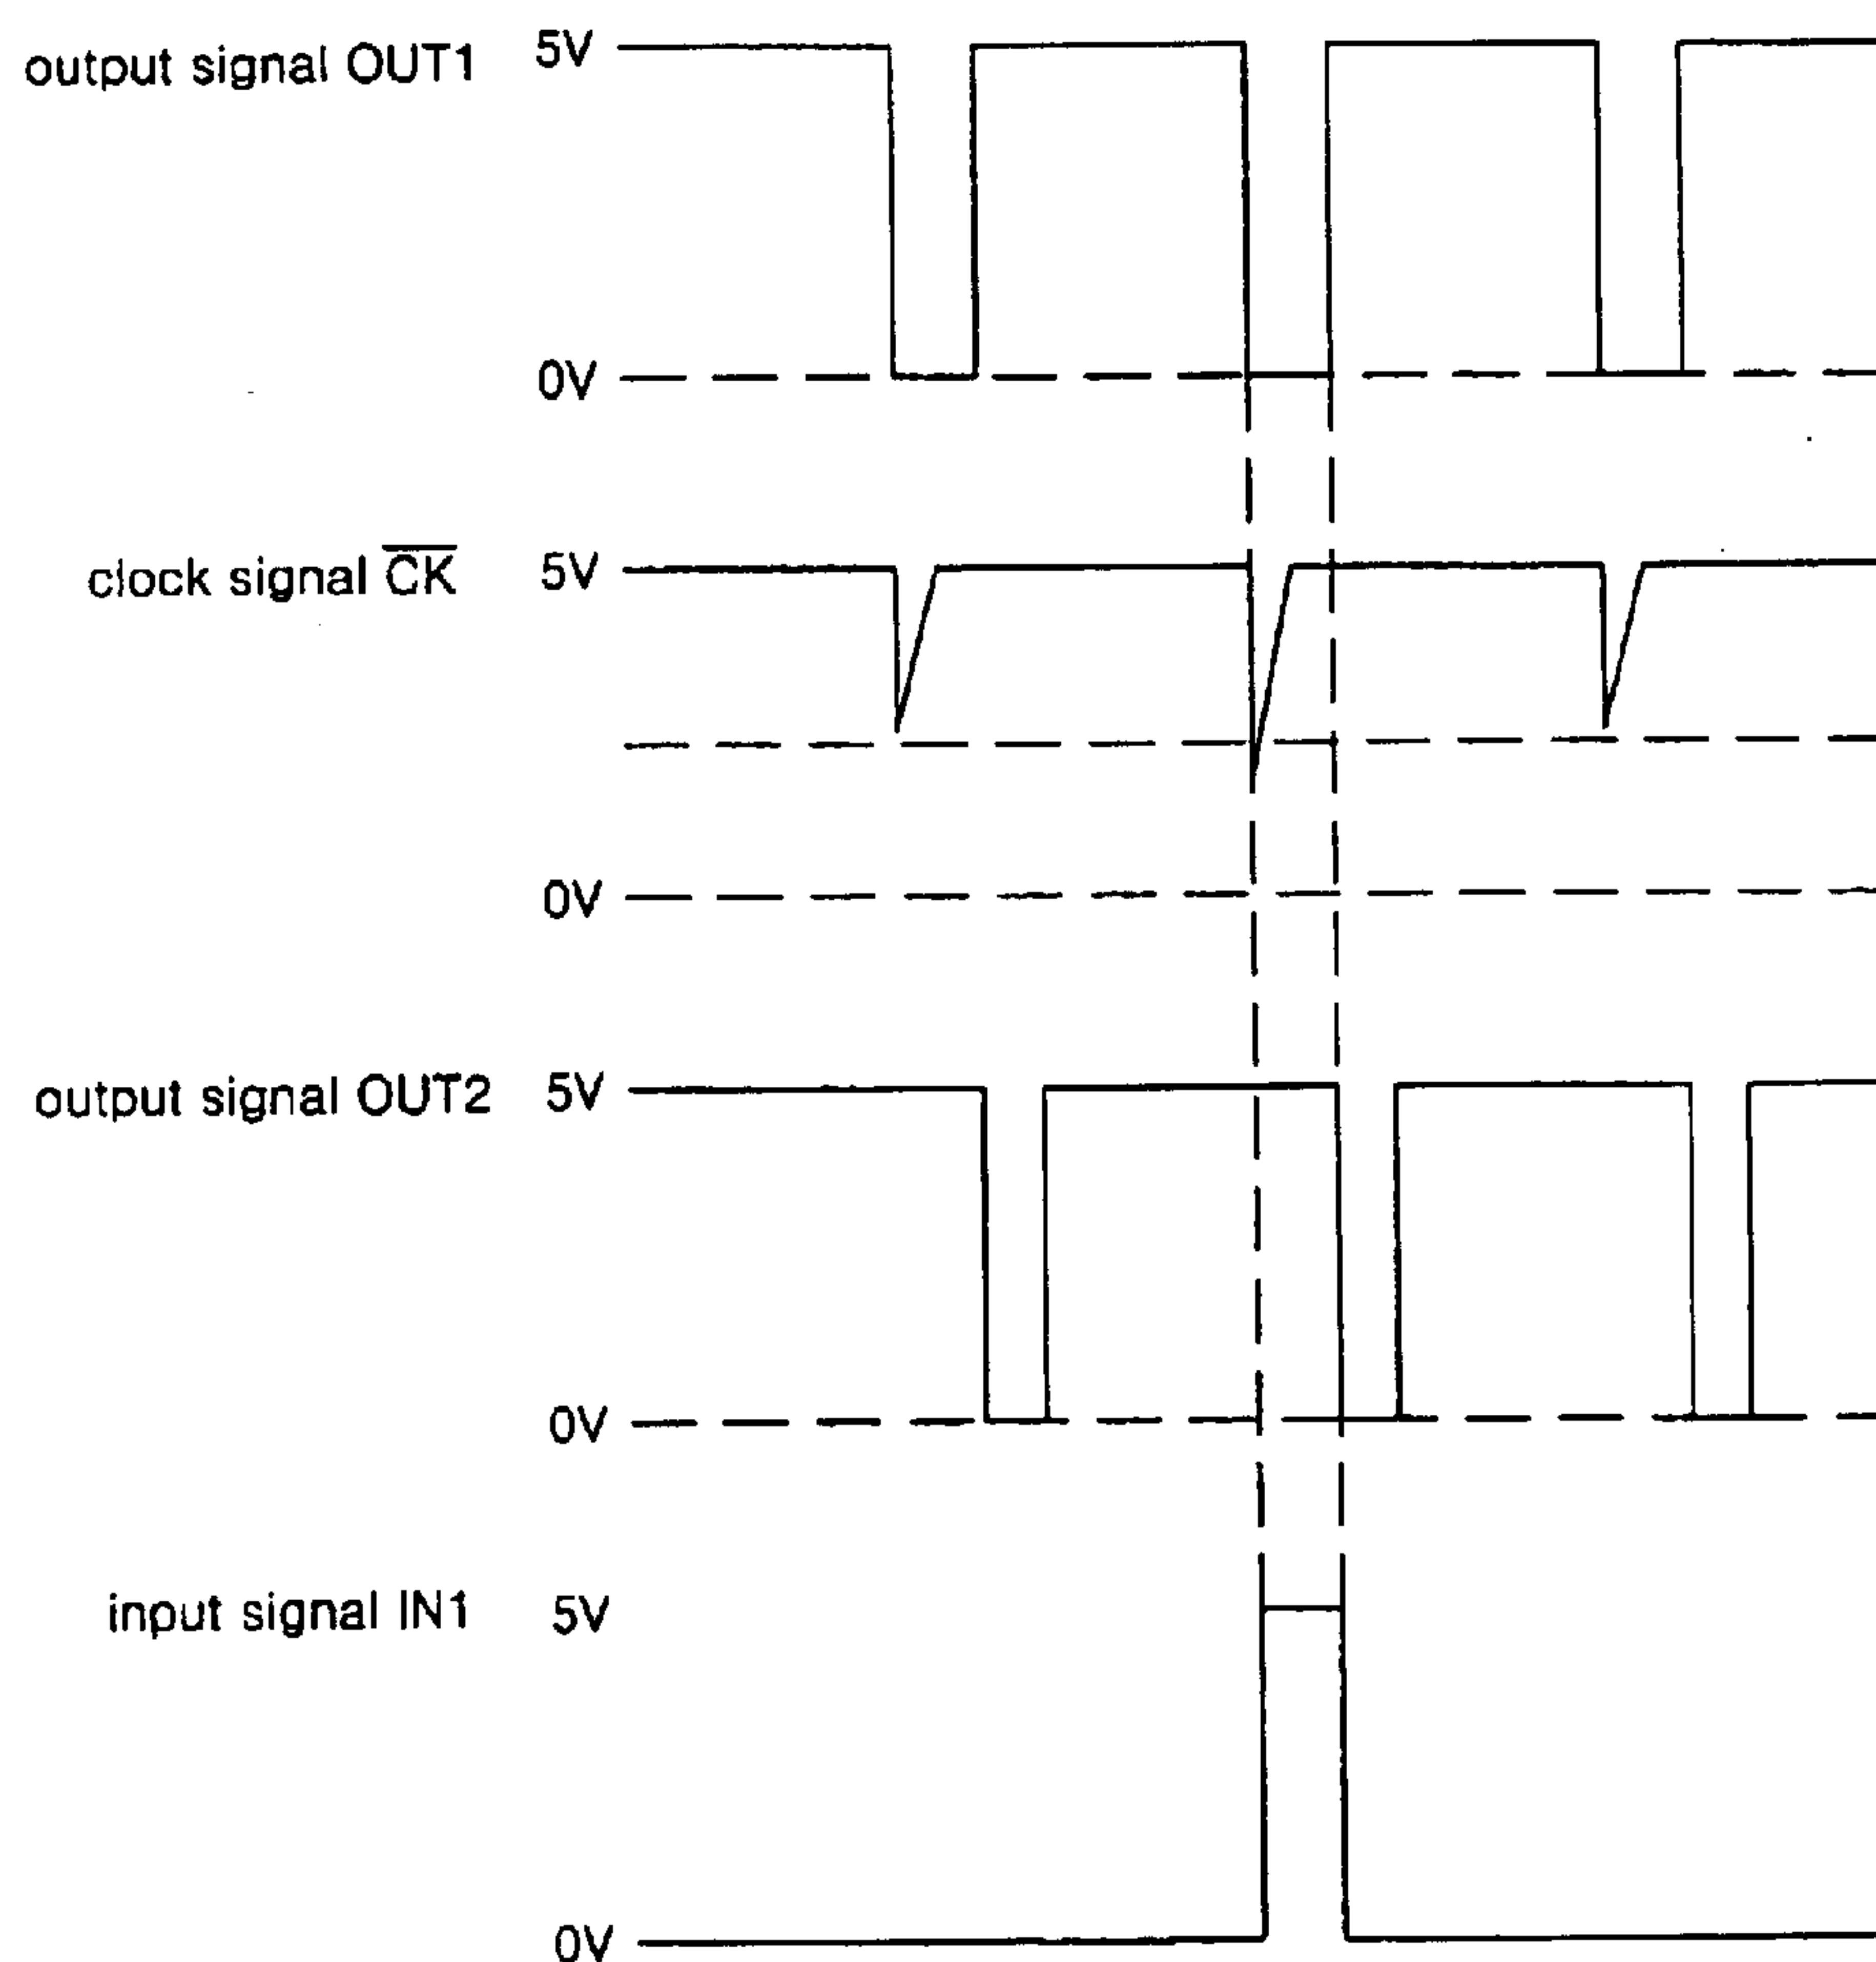 output signal OUT1 5V
0V
clock signal C̅K̅ 5V
0V
output signal OUT2 5V
0V
input signal IN1 5V
0V